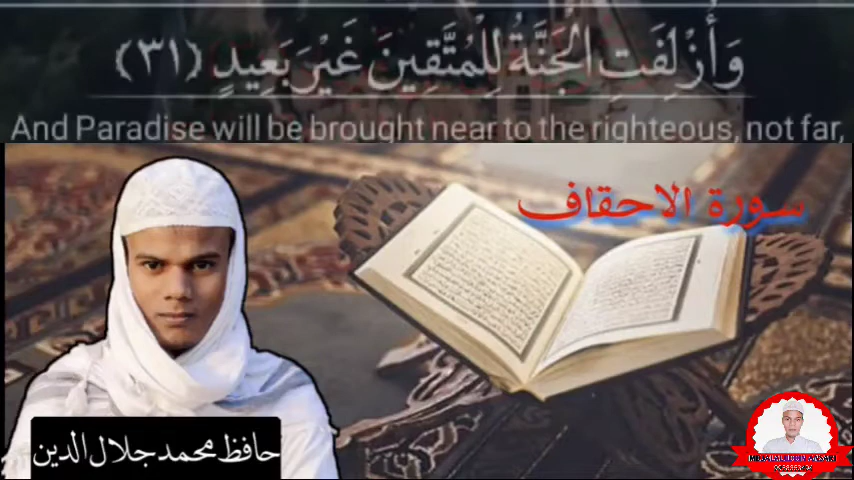 وَأُزْلِفَتِ الْجَنَّةُ لِلْمُتَّقِينَ غَيْرَ بَعِيدٍ (٣١)
And Paradise will be brought near to the righteous, not far,
سورة الاحقاف
حافظ محمد جلال الدين